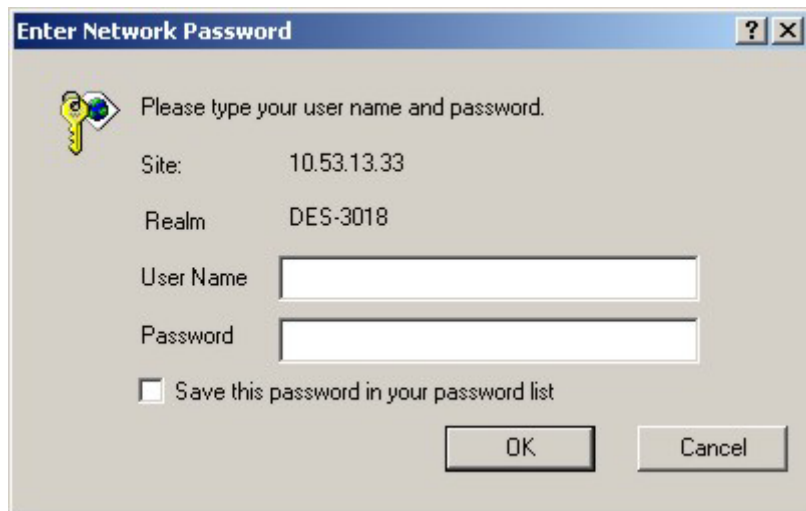 Enter Network Password
Please type your user name and password.
Site: 10.53.13.33
Realm DES-3018
User Name
Password
Save this password in your password list
OK Cancel